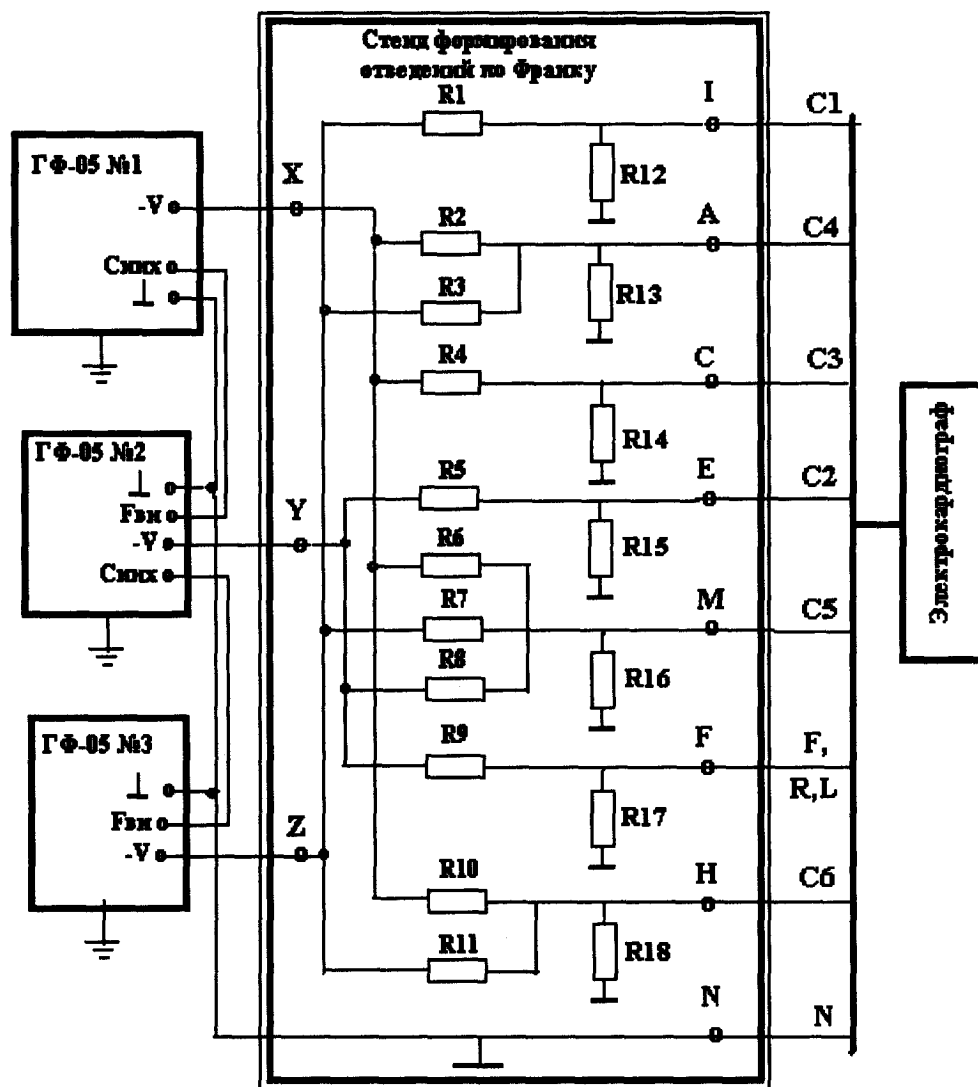 Стенд формирования
отведений по Франку
R1
I
C1
ГФ-05 №1
X
R12
-V
R2
A
C4
Синх
R3
R13
R4
C
C3
ГФ-05 №2
R14
R5
E
C2
Fвн
Y
-V
R6
R15
Синх
R7
M
C5
R8
R16
ГФ-05 №3
R9
F
F,
R,L
Fвн
Z
R17
-V
R10
H
C6
R11
R18
N
N
Электрокардиограф